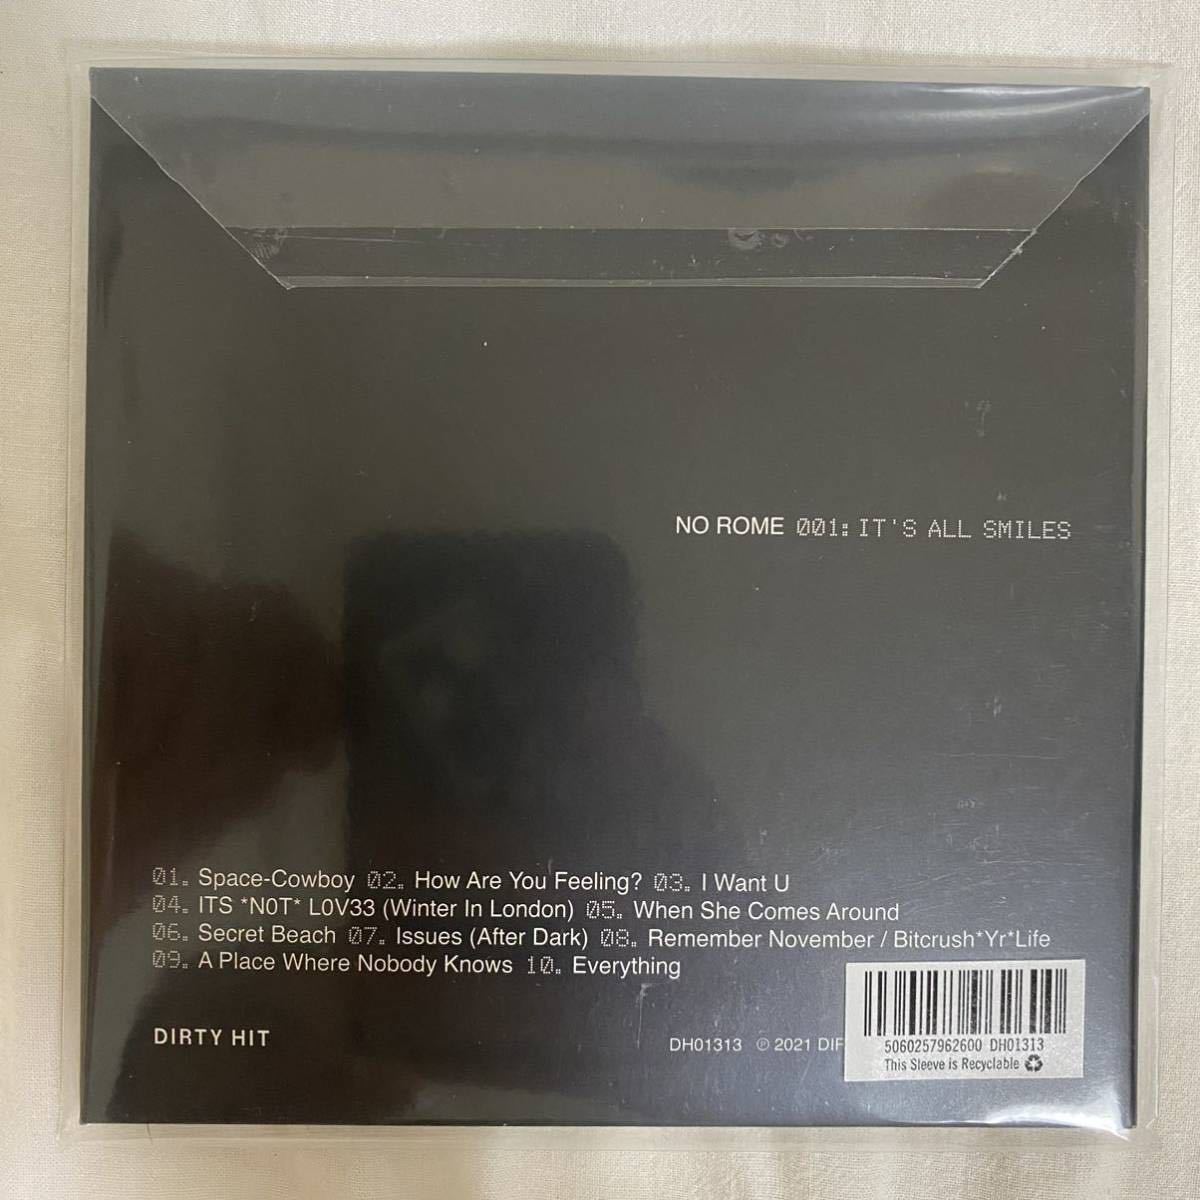 NO ROME 001: IT'S ALL SMILES
01. Space-Cowboy 02. How Are You Feeling? 03. I Want U
04. ITS *N0T* L0V33 (Winter In London) 05. When She Comes Around
06. Secret Beach 07. Issues (After Dark) 08. Remember November / Bitcrush*Yr*Life
09. A Place Where Nobody Knows 10. Everything
DIRTY HIT
DH01313 ℗ 2021
5060257962600 DH01313
This Sleeve is Recyclable